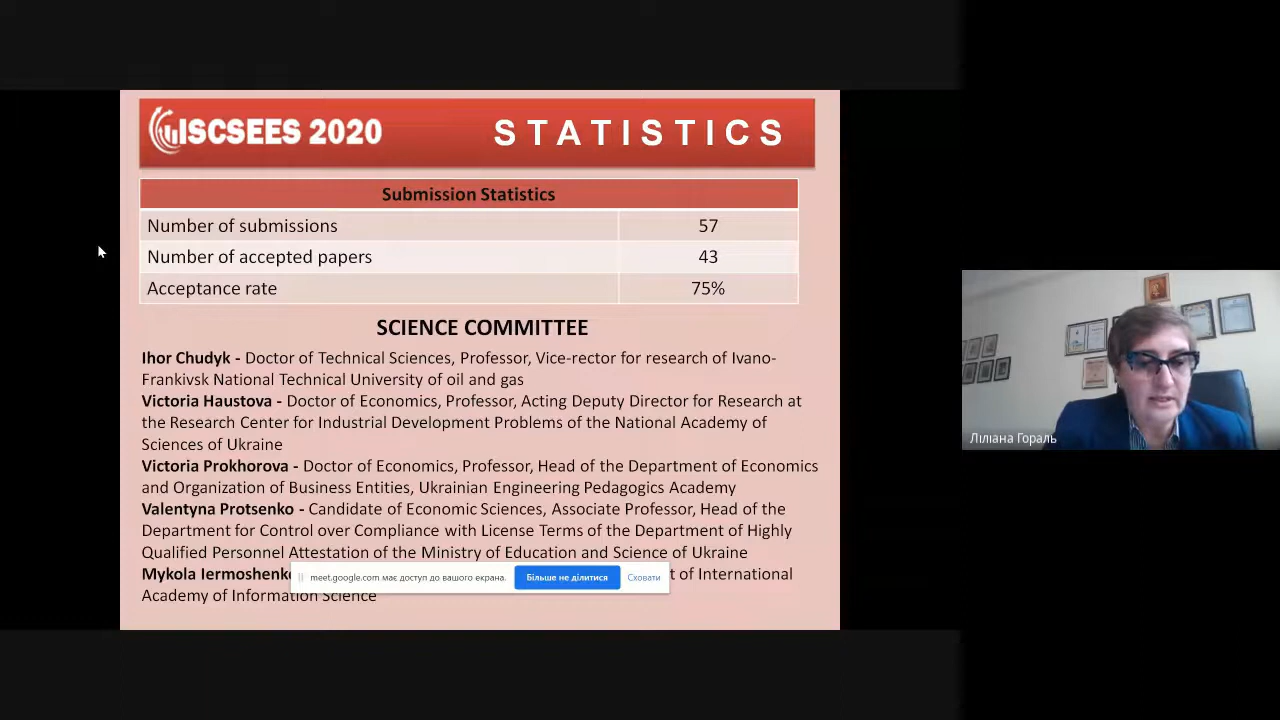 ISCSEES 2020
STATISTICS
Submission Statistics
Number of submissions 57
Number of accepted papers 43
Acceptance rate 75%
SCIENCE COMMITTEE
Ihor Chudyk - Doctor of Technical Sciences, Professor, Vice-rector for research of Ivano-
Frankivsk National Technical University of oil and gas
Victoria Haustova - Doctor of Economics, Professor, Acting Deputy Director for Research at
the Research Center for Industrial Development Problems of the National Academy of
Sciences of Ukraine
Victoria Prokhorova - Doctor of Economics, Professor, Head of the Department of Economics
and Organization of Business Entities, Ukrainian Engineering Pedagogics Academy
Valentyna Protsenko - Candidate of Economic Sciences, Associate Professor, Head of the
Department for Control over Compliance with License Terms of the Department of Highly
Qualified Personnel Attestation of the Ministry of Education and Science of Ukraine
Mykola Iermoshenko of International
Academy of Information Science
meet.google.com має доступ до вашого екрана.
Більше не ділитися
Сховати
Ліліана Гораль